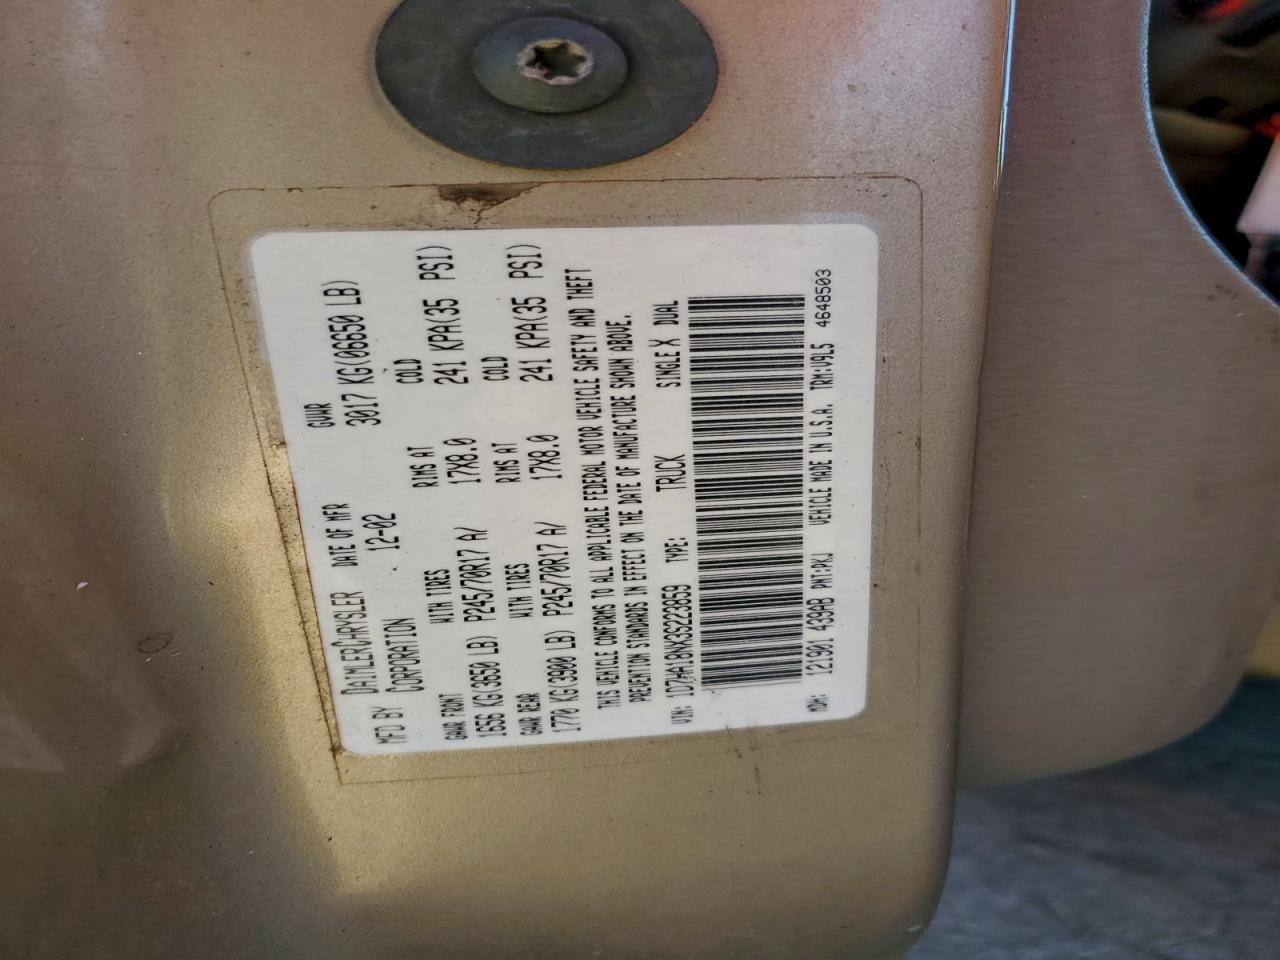 MFD BY DAIMLERCHRYSLER CORPORATION DATE OF MFR 12-02 GVWR 3017 KG(06650 LB)
GAWR FRONT WITH TIRES RIMS AT COLD
1656 KG(3650 LB) P245/70R17 A/ 17X8.0 241 KPA(35 PSI)
GAWR REAR WITH TIRES RIMS AT COLD
1770 KG(3900 LB) P245/70R17 A/ 17X8.0 241 KPA(35 PSI)
THIS VEHICLE CONFORMS TO ALL APPLICABLE FEDERAL MOTOR VEHICLE SAFETY AND THEFT
PREVENTION STANDARDS IN EFFECT ON THE DATE OF MANUFACTURE SHOWN ABOVE.
VIN: 1D7HA18NX3S223859 TYPE: TRUCK SINGLE X DUAL
MDH: 121901 439AB PNT:PKJ VEHICLE MADE IN U.S.A. TRM:V9L5 4648503